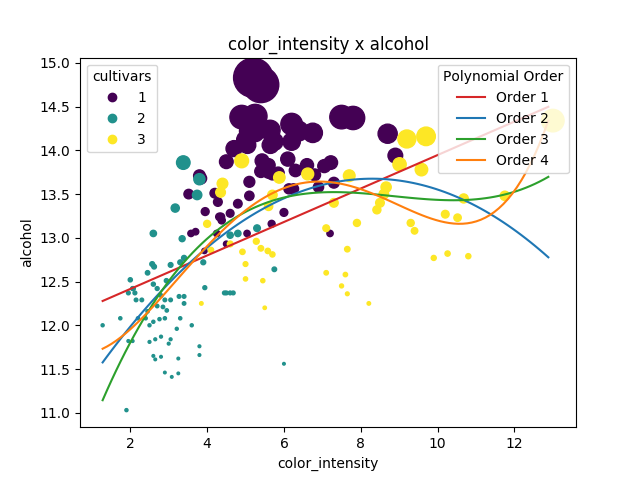 color_intensity x alcohol
cultivars
1
2
3
Polynomial Order
Order 1
Order 2
Order 3
Order 4
15.0
14.5
14.0
13.5
13.0
12.5
12.0
11.5
11.0
alcohol
2 4 6 8 10 12
color_intensity